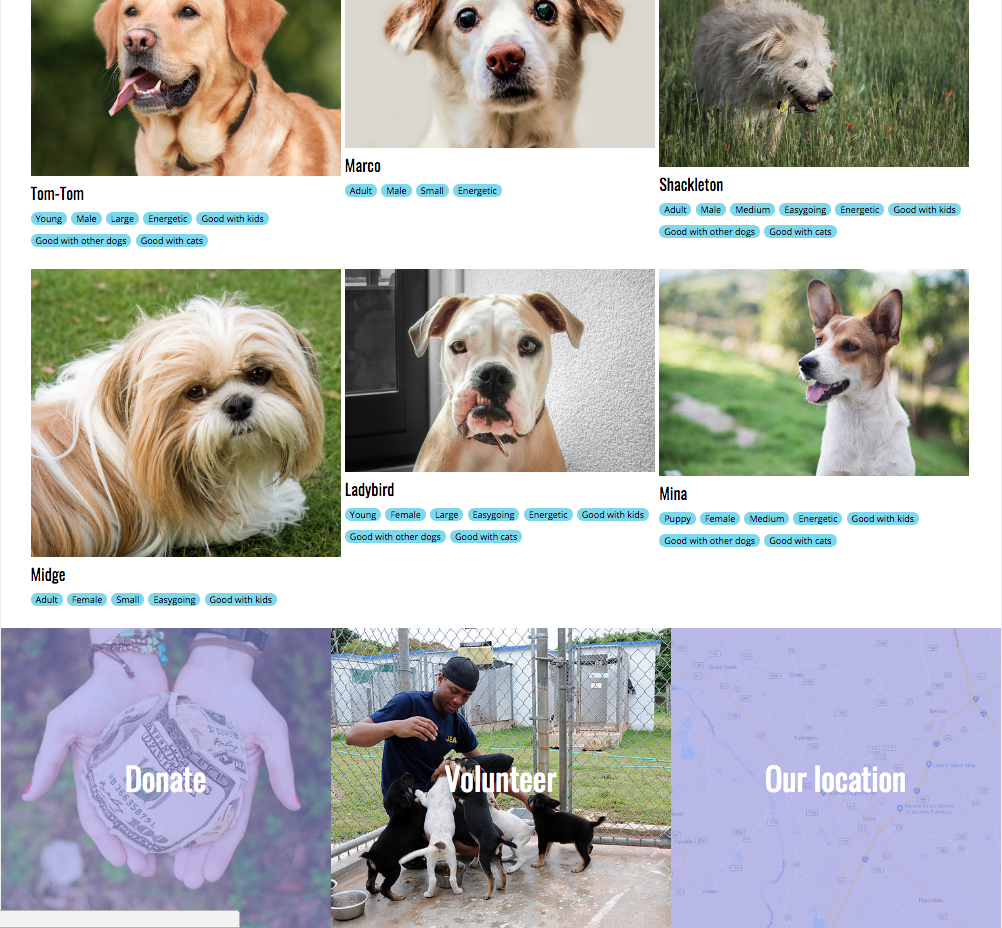 Tom-Tom
Young Male Large Energetic Good with kids
Good with other dogs Good with cats
Marco
Adult Male Small Energetic
Shackleton
Adult Male Medium Easygoing Energetic Good with kids
Good with other dogs Good with cats
Midge
Adult Female Small Easygoing Good with kids
Ladybird
Young Female Large Easygoing Energetic Good with kids
Good with other dogs Good with cats
Mina
Puppy Female Medium Energetic Good with kids
Good with other dogs Good with cats
Donate
Volunteer
Our location